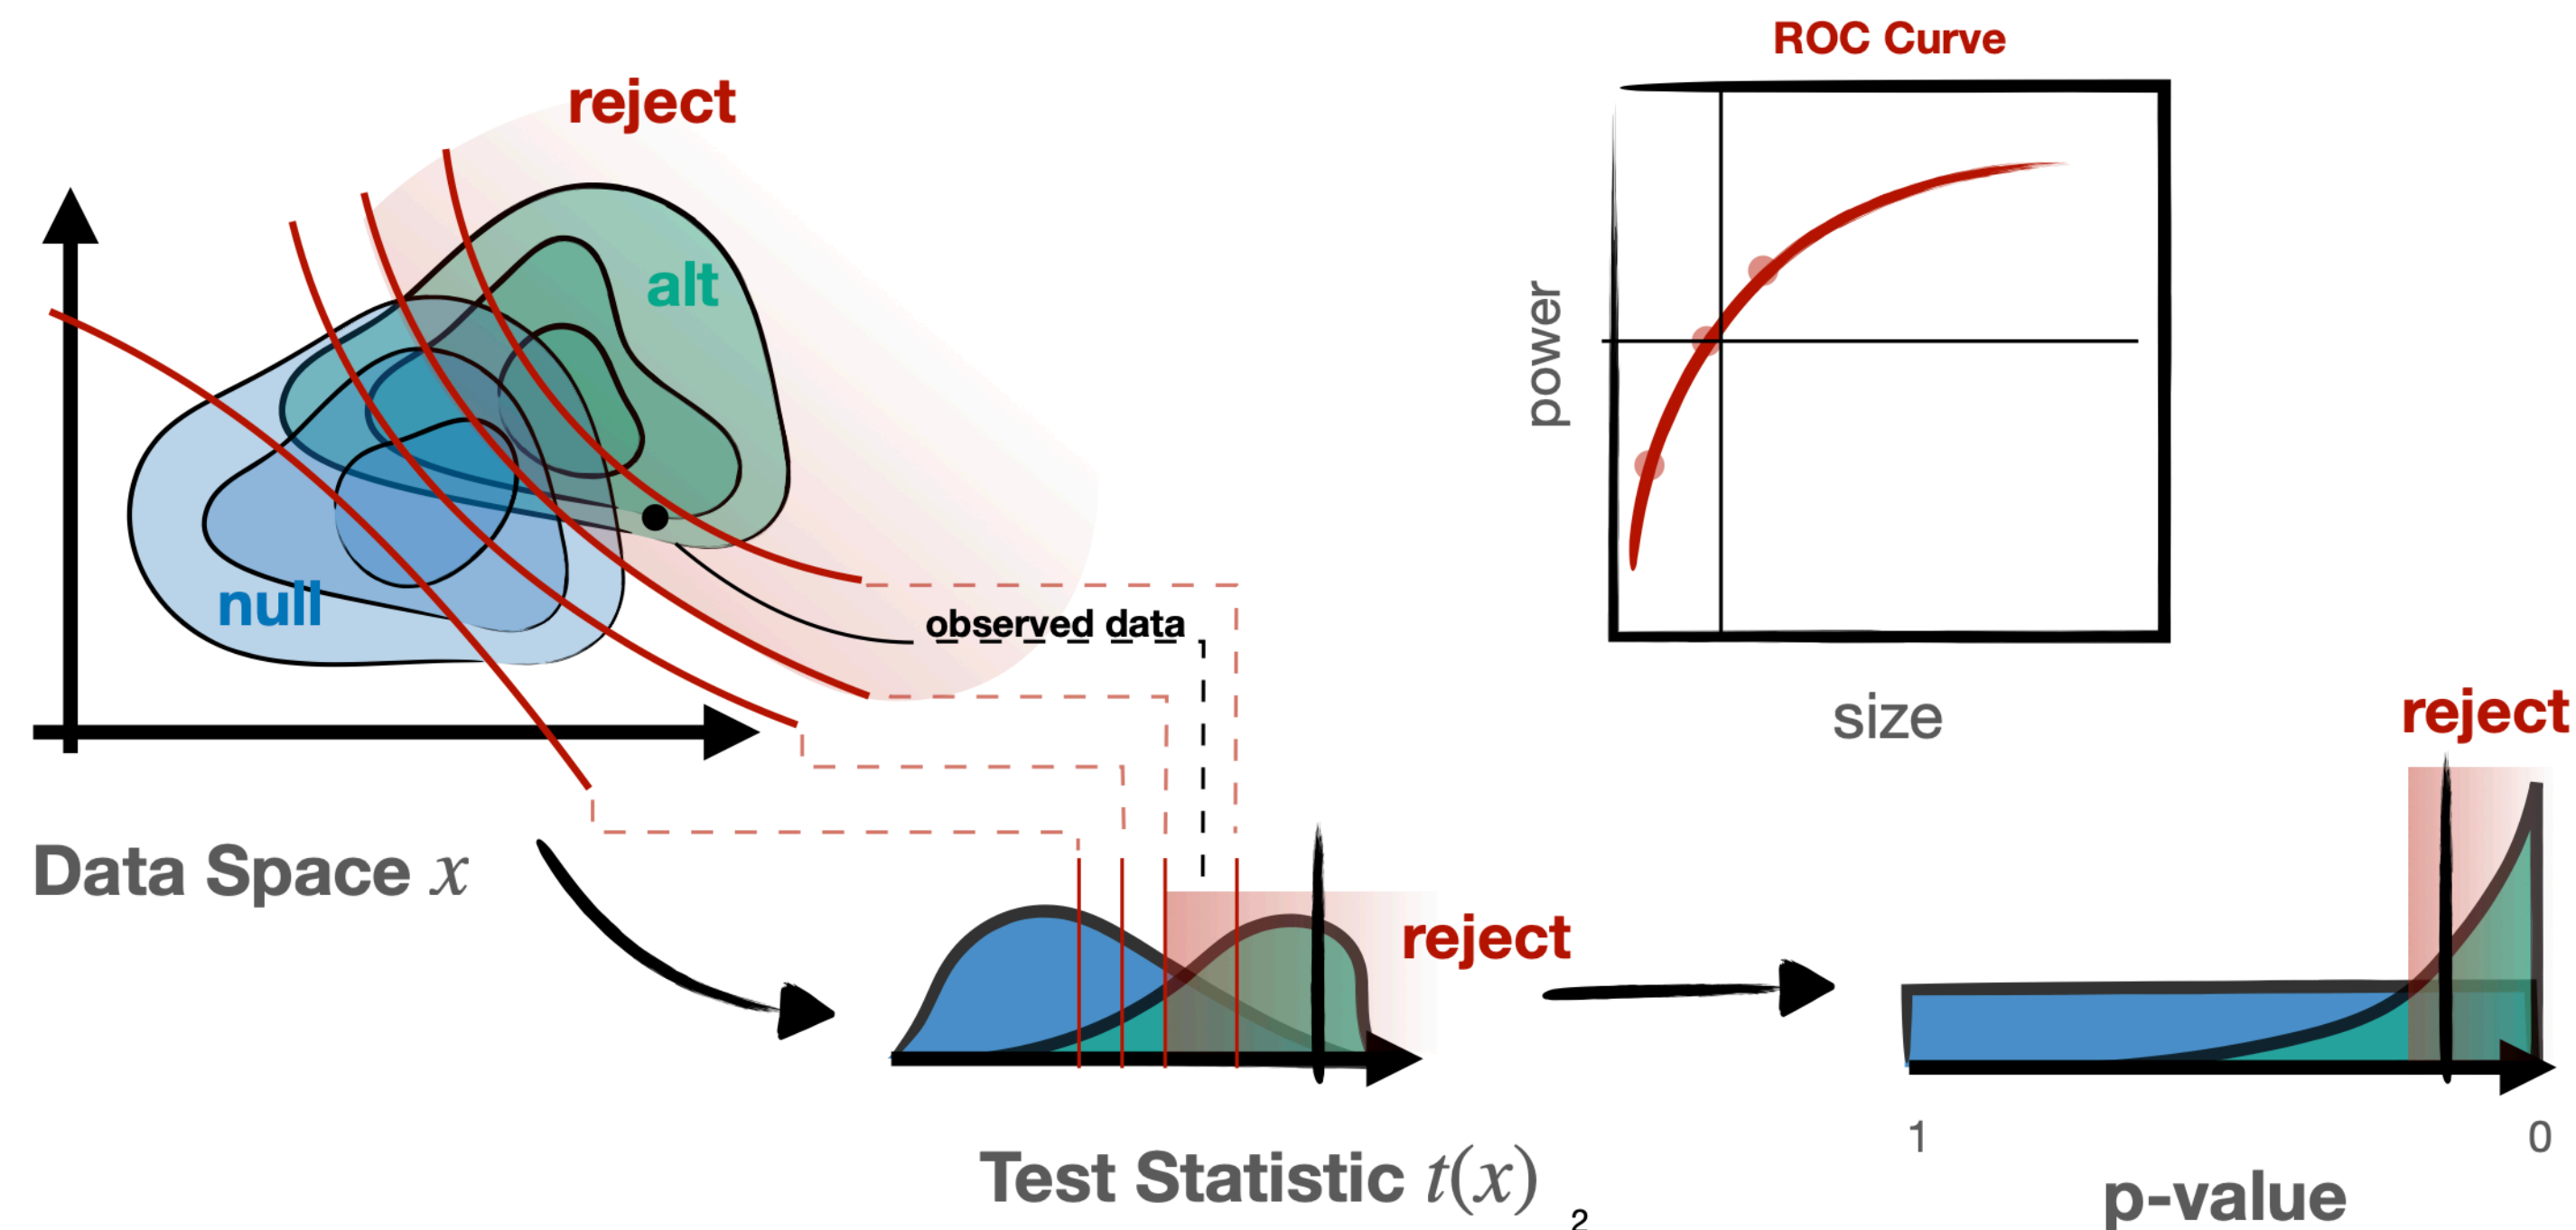 ROC Curve
reject
alt
null
observed data
power
size
reject
Data Space x
reject
Test Statistic t(x)
2
1
0
p-value